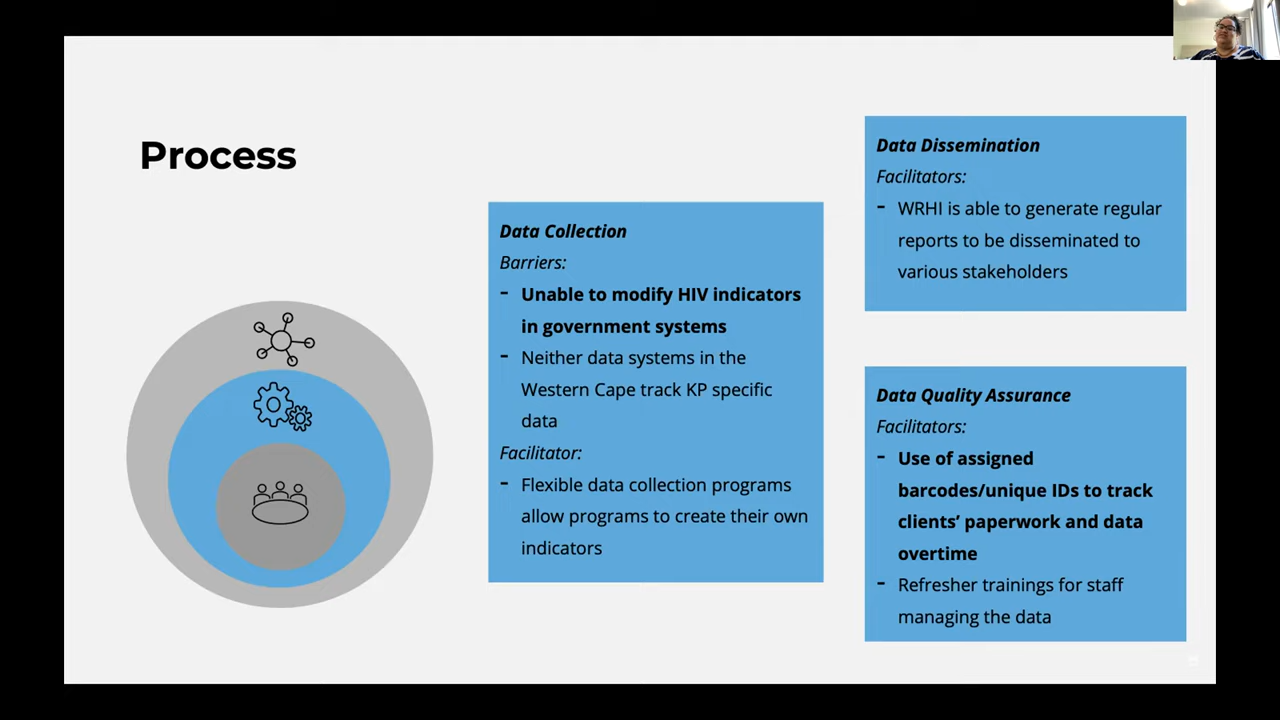 Process
Data Collection
Barriers:
- Unable to modify HIV indicators
in government systems
- Neither data systems in the
Western Cape track KP specific
data
Facilitator:
- Flexible data collection programs
allow programs to create their own
indicators
Data Dissemination
Facilitators:
- WRHI is able to generate regular
reports to be disseminated to
various stakeholders
Data Quality Assurance
Facilitators:
- Use of assigned
barcodes/unique IDs to track
clients’ paperwork and data
overtime
- Refresher trainings for staff
managing the data